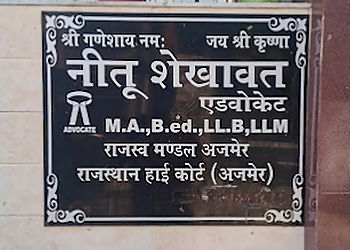 श्री गणेशाय नमः जय श्री कृष्णा
नीतू शेखावत
एडवोकेट
ADVOCATE
M.A.,B.ed.,LL.B,LLM
राजस्व मण्डल अजमेर
राजस्थान हाई कोर्ट (अजमेर)